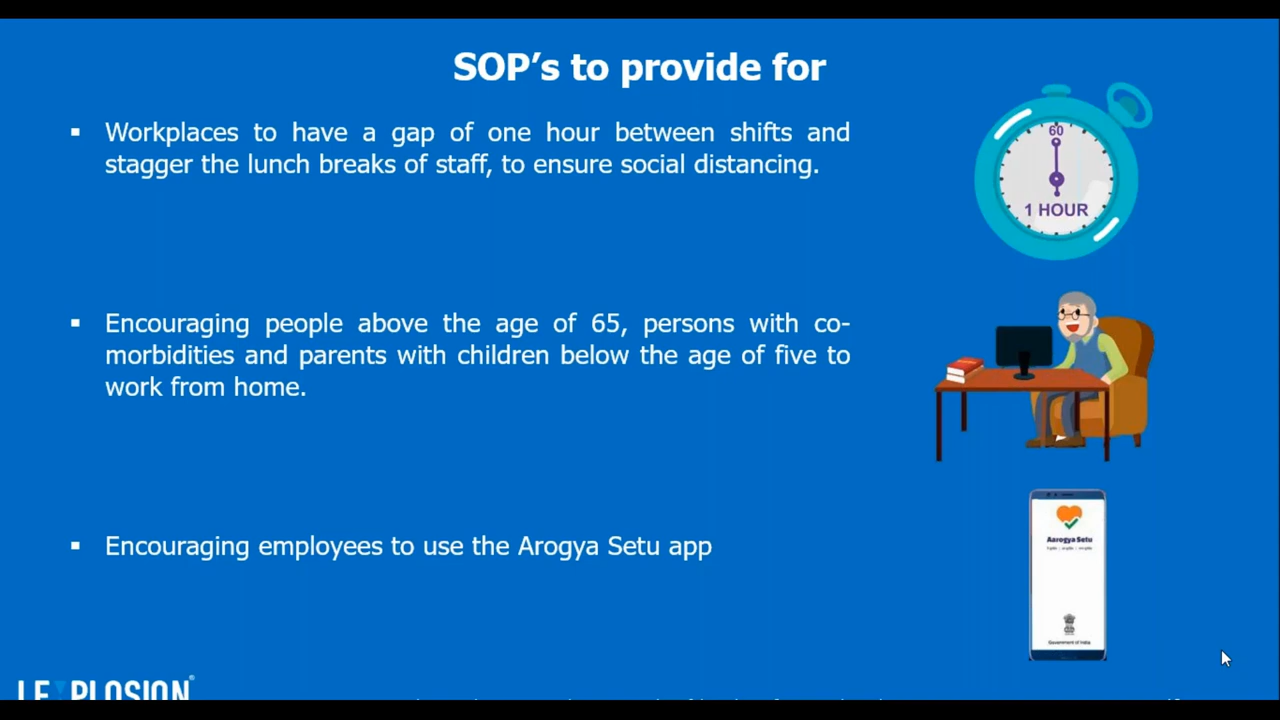 SOP's to provide for
▪ Workplaces to have a gap of one hour between shifts and
stagger the lunch breaks of staff, to ensure social distancing.
60
1 HOUR
▪ Encouraging people above the age of 65, persons with co-
morbidities and parents with children below the age of five to
work from home.
▪ Encouraging employees to use the Arogya Setu app
AarogyaSetu
Government of India
LEXPLOSION